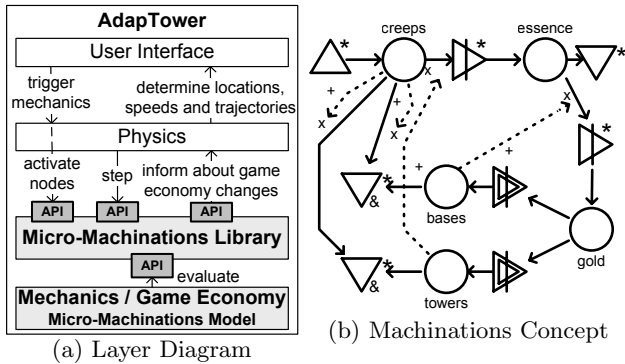 AdapTower
User Interface
trigger
mechanics
determine locations,
speeds and trajectories
Physics
activate
nodes
step
inform about game
economy changes
API
API
API
Micro-Machinations Library
API
evaluate
Mechanics / Game Economy
Micro-Machinations Model
(a) Layer Diagram
creeps
essence
*
*
*
+
x
+
x
x
x
*
+
+
*
&
bases
gold
*
&
towers
(b) Machinations Concept